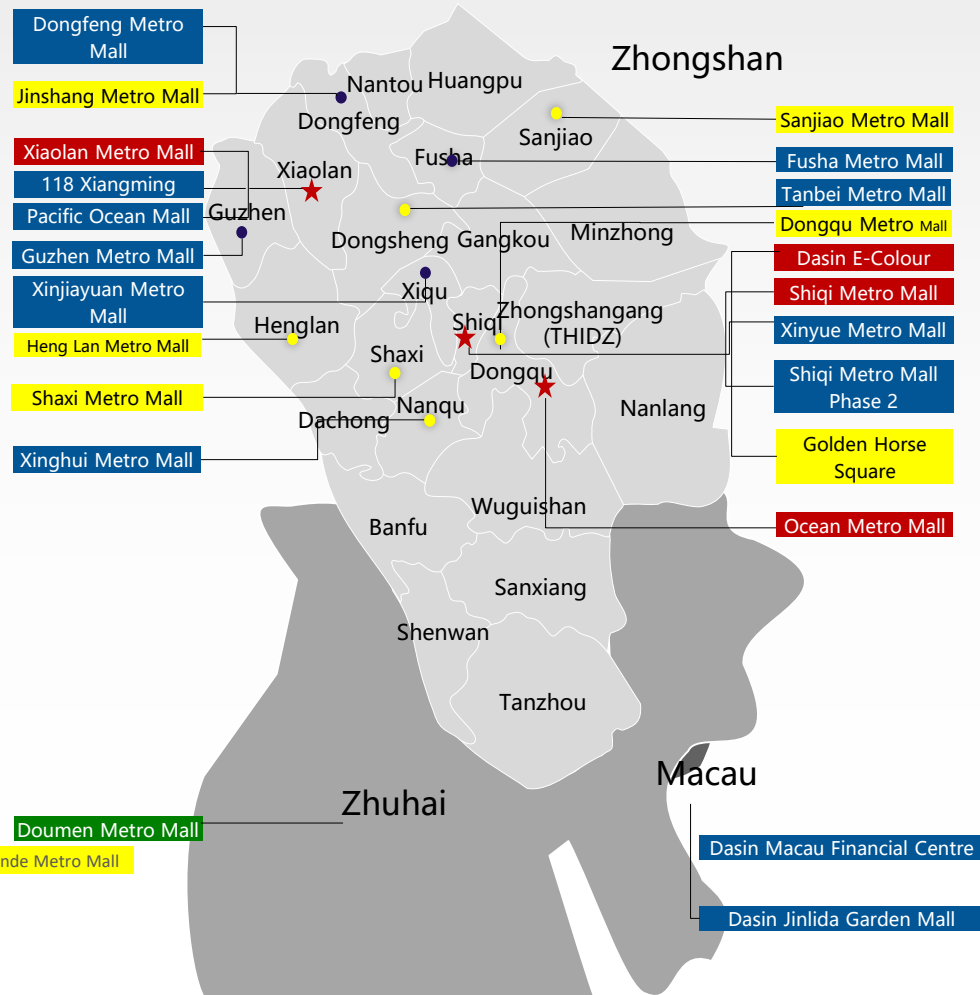 Dongfeng Metro
Mall
Jinshang Metro Mall
Xiaolan Metro Mall
118 Xiangming
Pacific Ocean Mall
Guzhen Metro Mall
Xinjiayuan Metro
Mall
Heng Lan Metro Mall
Shaxi Metro Mall
Xinghui Metro Mall
Doumen Metro Mall
nde Metro Mall
Zhongshan
Nantou
Huangpu
Dongfeng
Sanjiao
Fusha
Xiaolan
Guzhen
Dongsheng
Gangkou
Minzhong
Xiqu
Henglan
Shiqi
Zhongshangang
(THIDZ)
Shaxi
Dongqu
Nanqu
Dachong
Nanlang
Wuguishan
Banfu
Sanxiang
Shenwan
Tanzhou
Zhuhai
Macau
Sanjiao Metro Mall
Fusha Metro Mall
Tanbei Metro Mall
Dongqu Metro Mall
Dasin E-Colour
Shiqi Metro Mall
Xinyue Metro Mall
Shiqi Metro Mall
Phase 2
Golden Horse
Square
Ocean Metro Mall
Dasin Macau Financial Centre
Dasin Jinlida Garden Mall